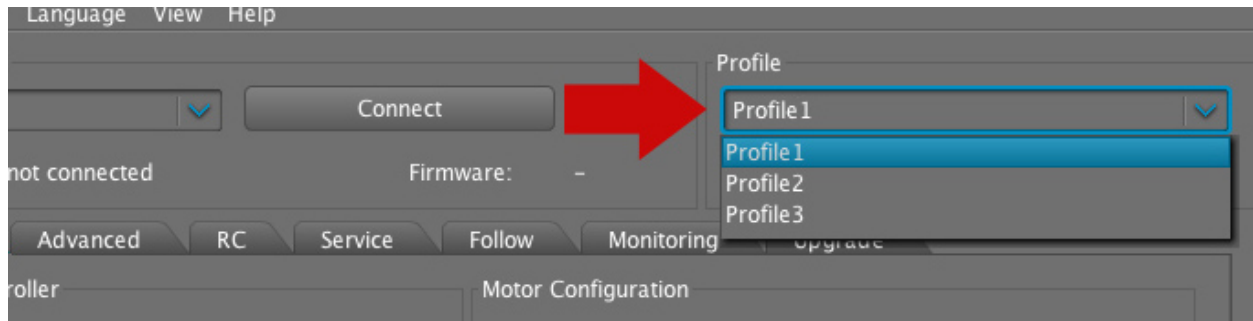 Language View Help
Profile
Connect
Profile1
not connected
Firmware: -
Profile1
Profile2
Profile3
Advanced RC Service Follow Monitoring Upgrade
roller
Motor Configuration